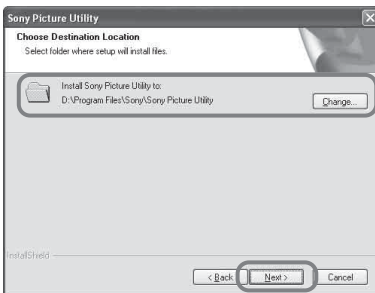 Sony Picture Utility
Choose Destination Location
Select folder where setup will install files.
Install Sony Picture Utility to:
D:\Program Files\Sony\Sony Picture Utility
Change...
InstallShield
< Back
Next >
Cancel